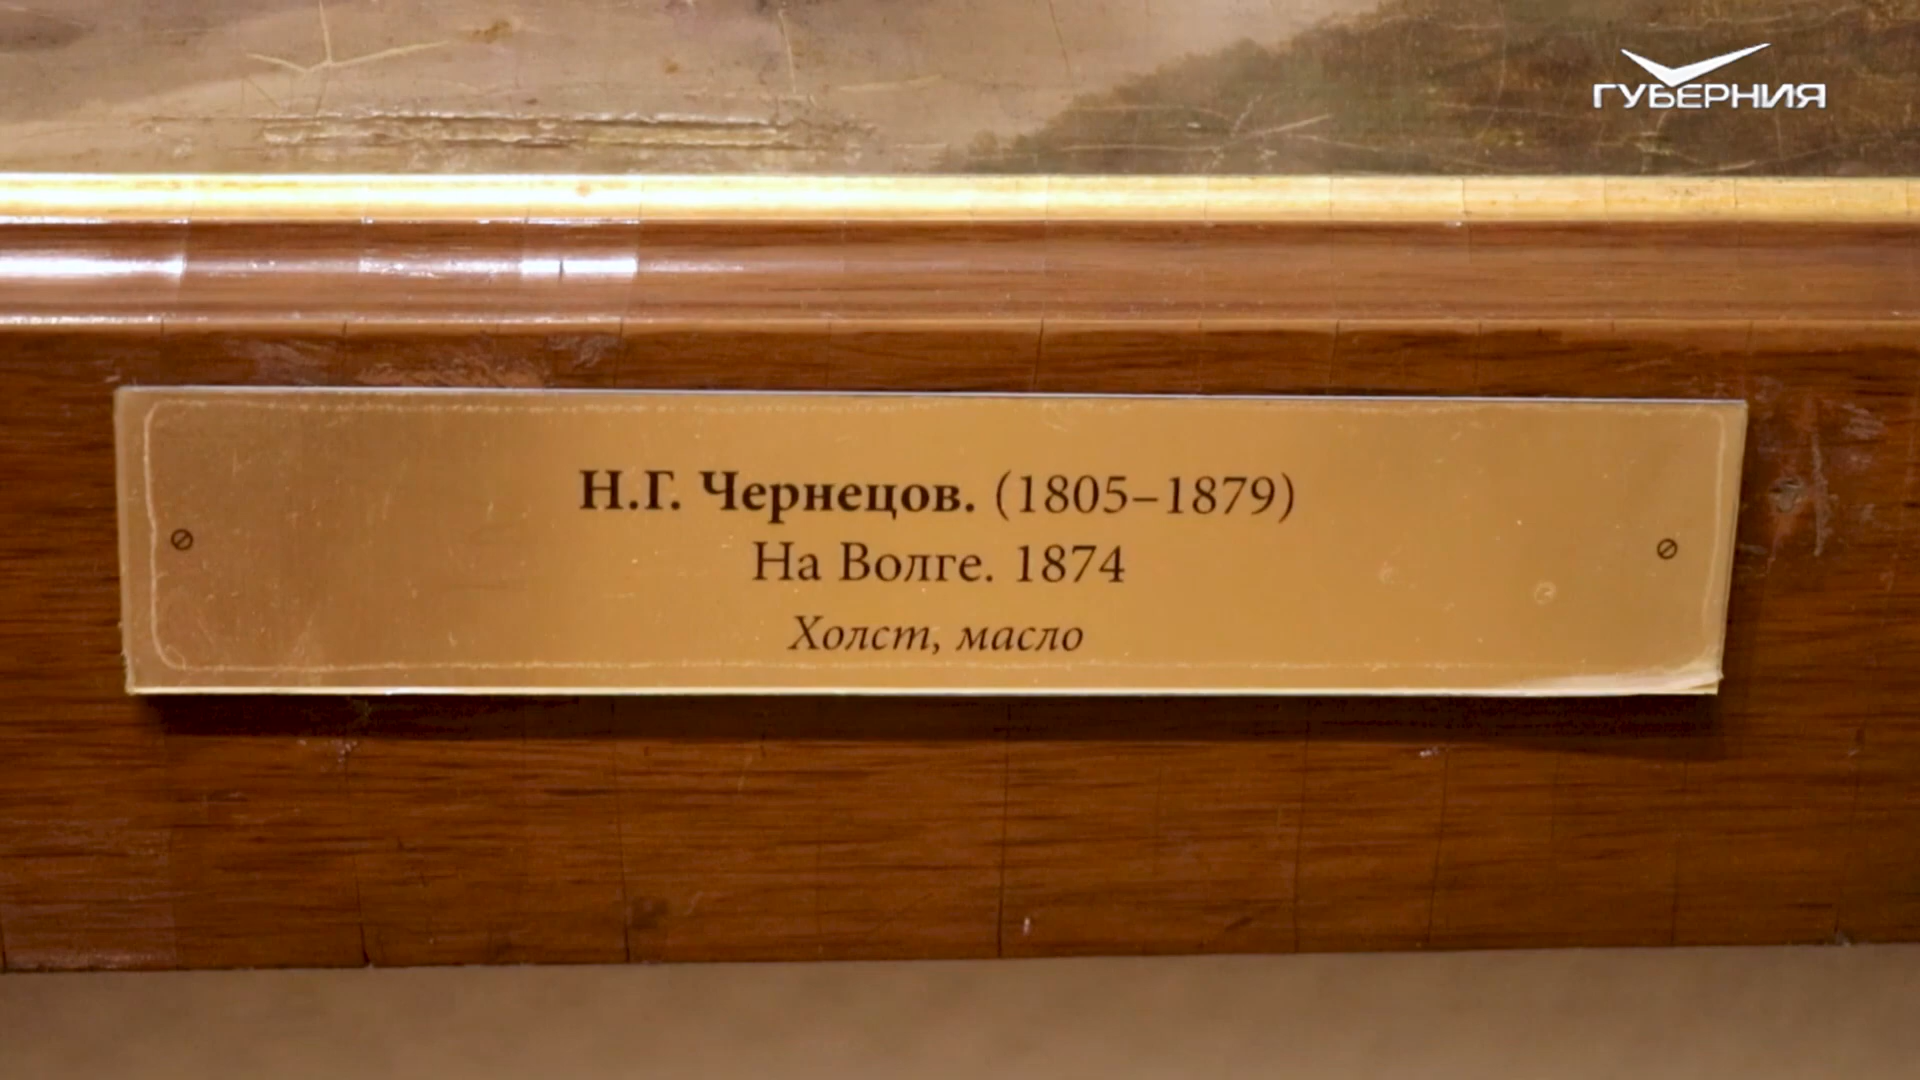 ГУБЕРНИЯ
Н.Г. Чернецов. (1805–1879)
На Волге. 1874
Холст, масло